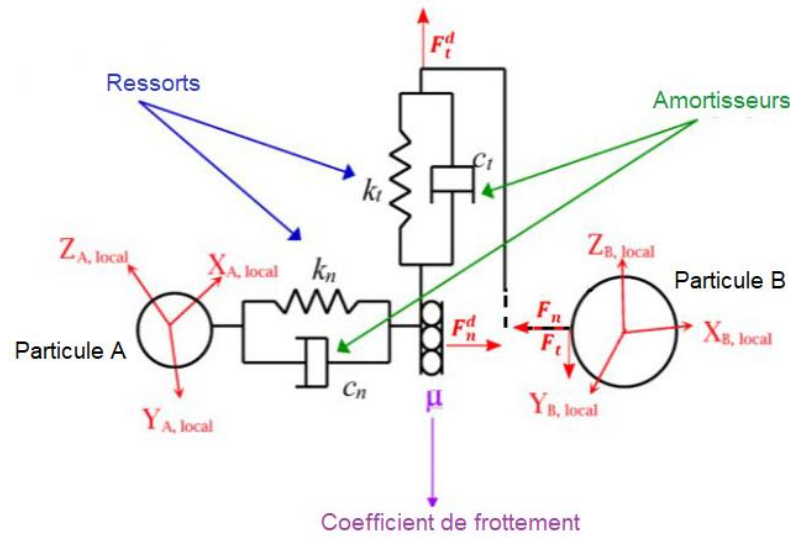 F_t^d
Ressorts
Amortisseurs
c_t
k_t
Z_A, local
X_A, local
k_n
Z_B, local
Particule B
Particule A
F_n^d
F_n
F_t
X_B, local
c_n
μ
Y_A, local
Y_B, local
Coefficient de frottement